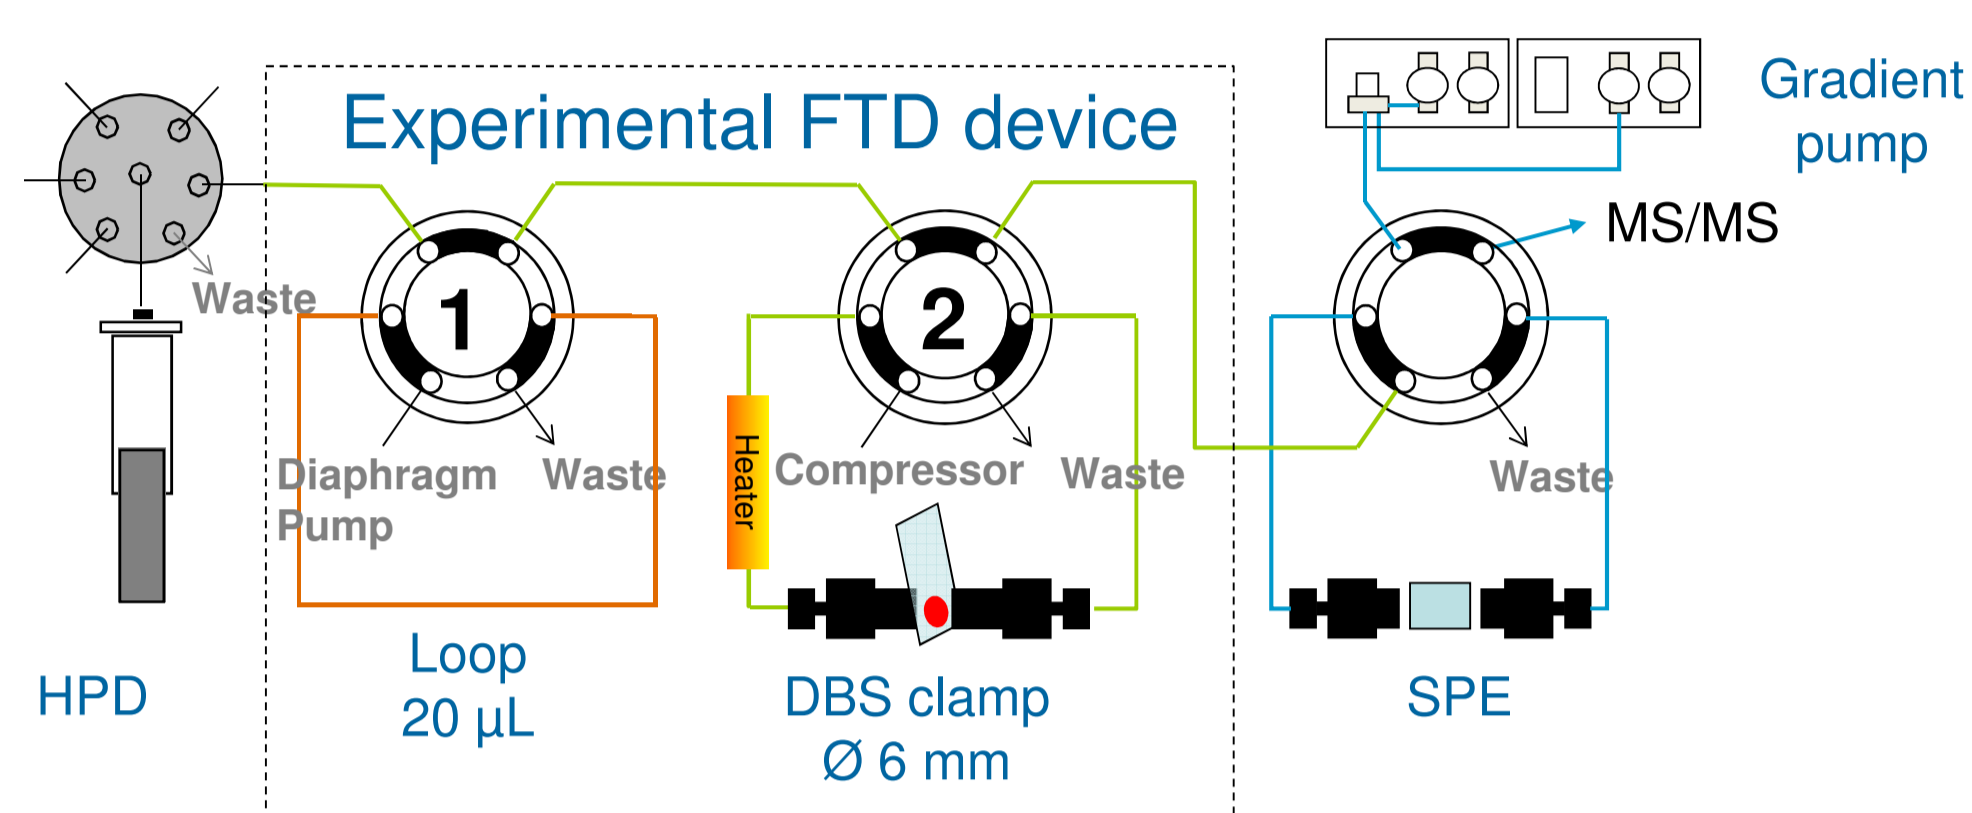 Experimental FTD device
Gradient
pump
MS/MS
Waste
1
2
Diaphragm
Pump
Waste
Heater
Compressor
Waste
Waste
HPD
Loop
20 µL
DBS clamp
Ø 6 mm
SPE